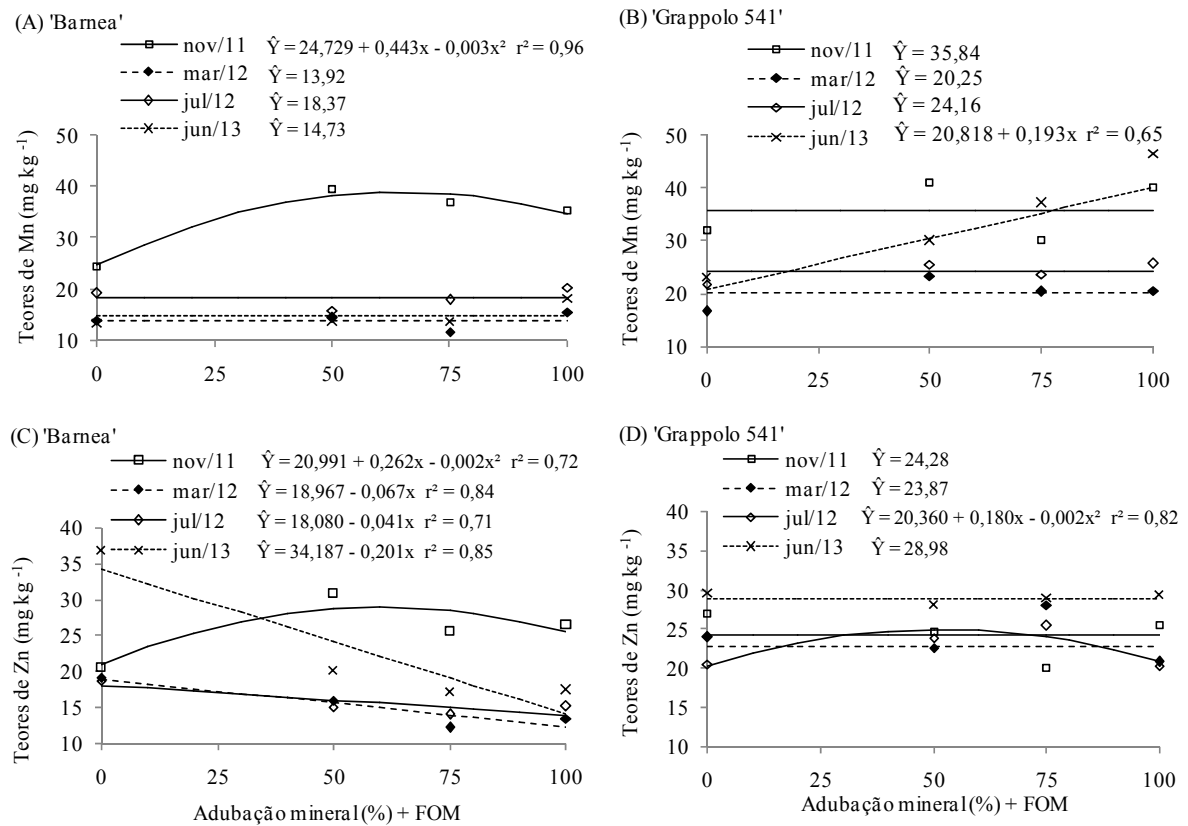 (A) 'Barnea'
nov/11 Ŷ = 24,729 + 0,443x - 0,003x² r² = 0,96
mar/12 Ŷ = 13,92
jul/12 Ŷ = 18,37
jun/13 Ŷ = 14,73
Teores de Mn (mg kg ⁻¹)
50
40
30
20
10
0 25 50 75 100
(B) 'Grappolo 541'
nov/11 Ŷ = 35,84
mar/12 Ŷ = 20,25
jul/12 Ŷ = 24,16
jun/13 Ŷ = 20,818 + 0,193x r² = 0,65
Teores de Mn (mg kg ⁻¹)
50
40
30
20
10
0 25 50 75 100
(C) 'Barnea'
nov/11 Ŷ = 20,991 + 0,262x - 0,002x² r² = 0,72
mar/12 Ŷ = 18,967 - 0,067x r² = 0,84
jul/12 Ŷ = 18,080 - 0,041x r² = 0,71
jun/13 Ŷ = 34,187 - 0,201x r² = 0,85
Teores de Zn (mg kg ⁻¹)
40
35
30
25
20
15
10
0 25 50 75 100
Adubação mineral (%) + FOM
(D) 'Grappolo 541'
nov/11 Ŷ = 24,28
mar/12 Ŷ = 23,87
jul/12 Ŷ = 20,360 + 0,180x - 0,002x² r² = 0,82
jun/13 Ŷ = 28,98
Teores de Zn (mg kg ⁻¹)
40
35
30
25
20
15
10
0 25 50 75 100
Adubação mineral (%) + FOM